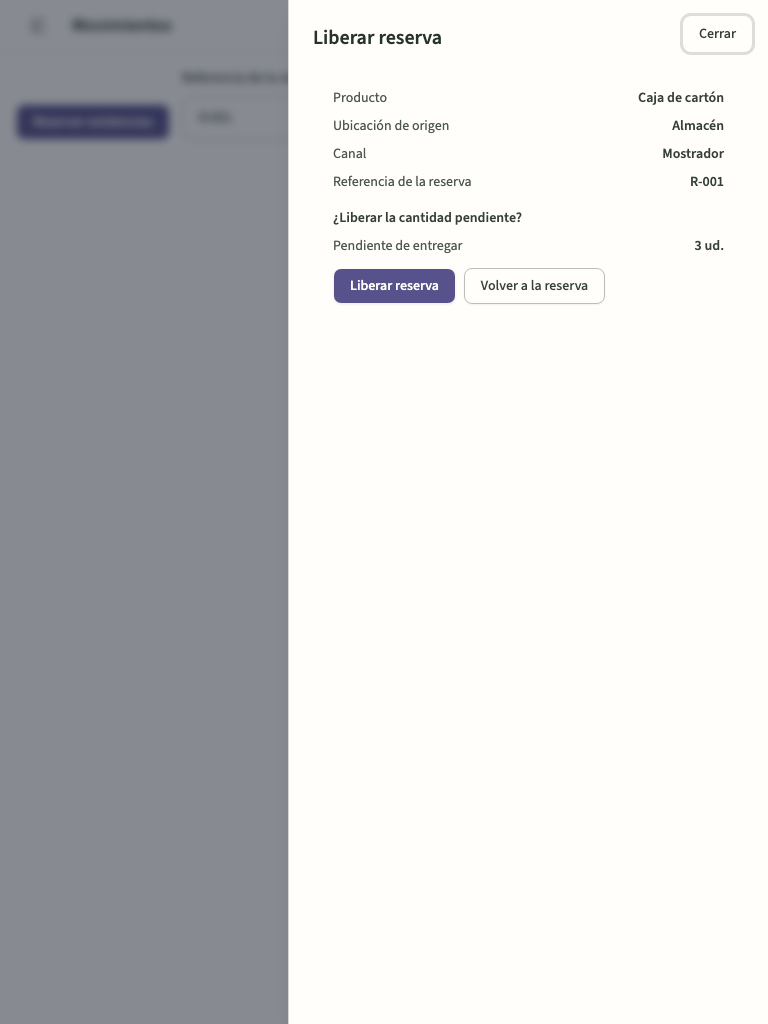 Movimientos
Liberar reserva
Cerrar
Producto
Caja de cartón
Ubicación de origen
Almacén
Canal
Mostrador
Referencia de la reserva
R-001
¿Liberar la cantidad pendiente?
Pendiente de entregar
3 ud.
Liberar reserva
Volver a la reserva